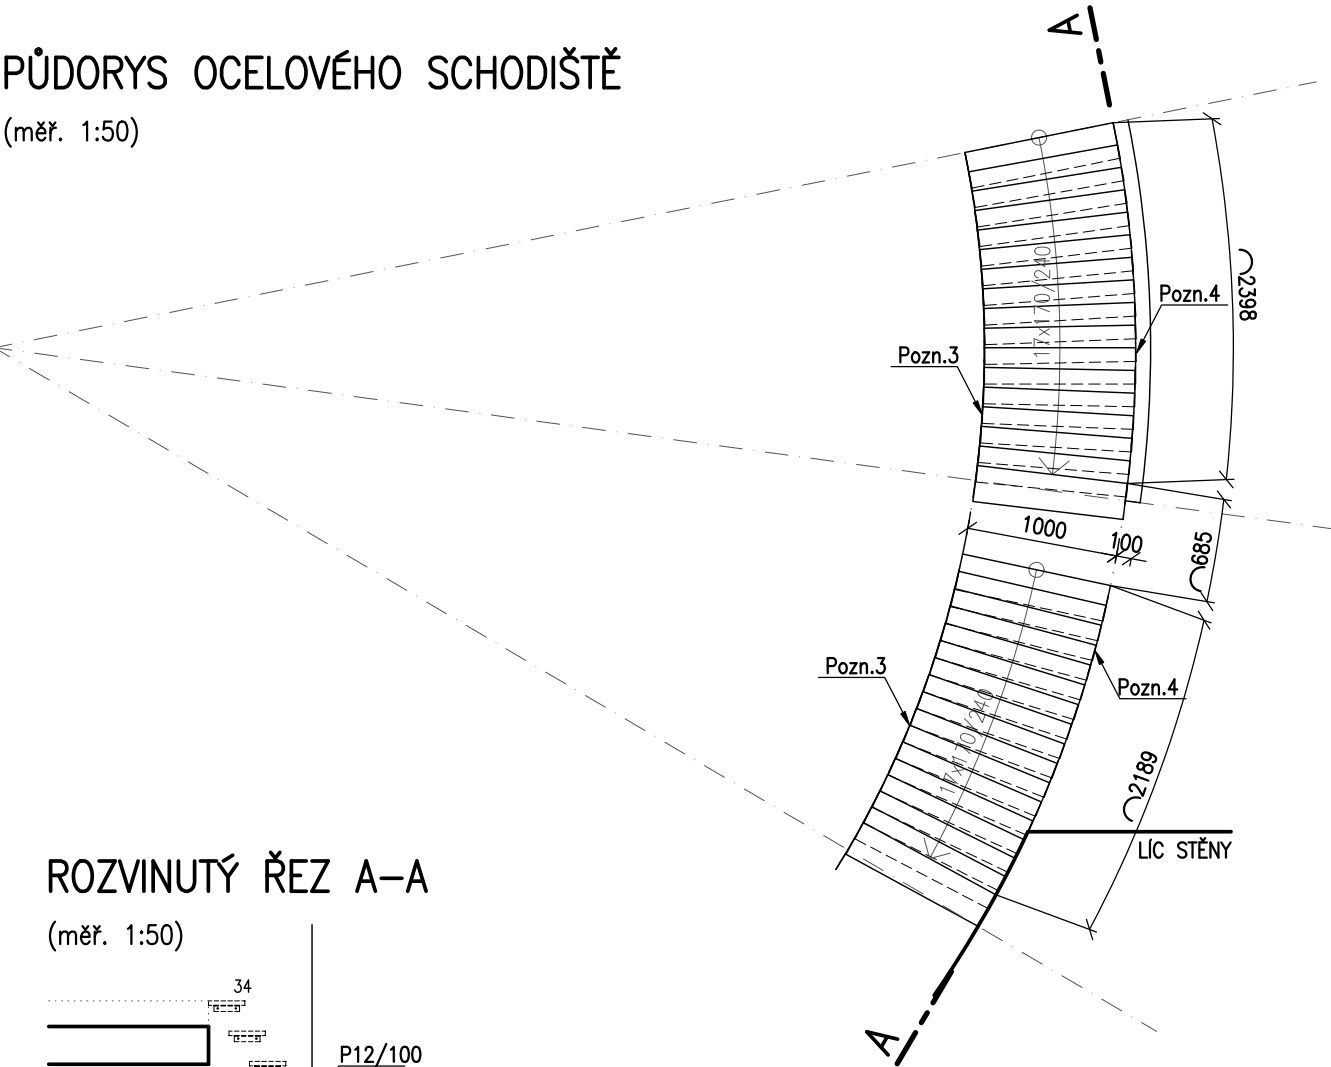 PŮDORYS OCELOVÉHO SCHODIŠTĚ
(měř. 1:50)
A
17x170/240
2398
Pozn.4
Pozn.3
1000
100
685
Pozn.3
Pozn.4
17x170/240
2189
LÍC STĚNY
A
ROZVINUTÝ ŘEZ A-A
(měř. 1:50)
34
P12/100